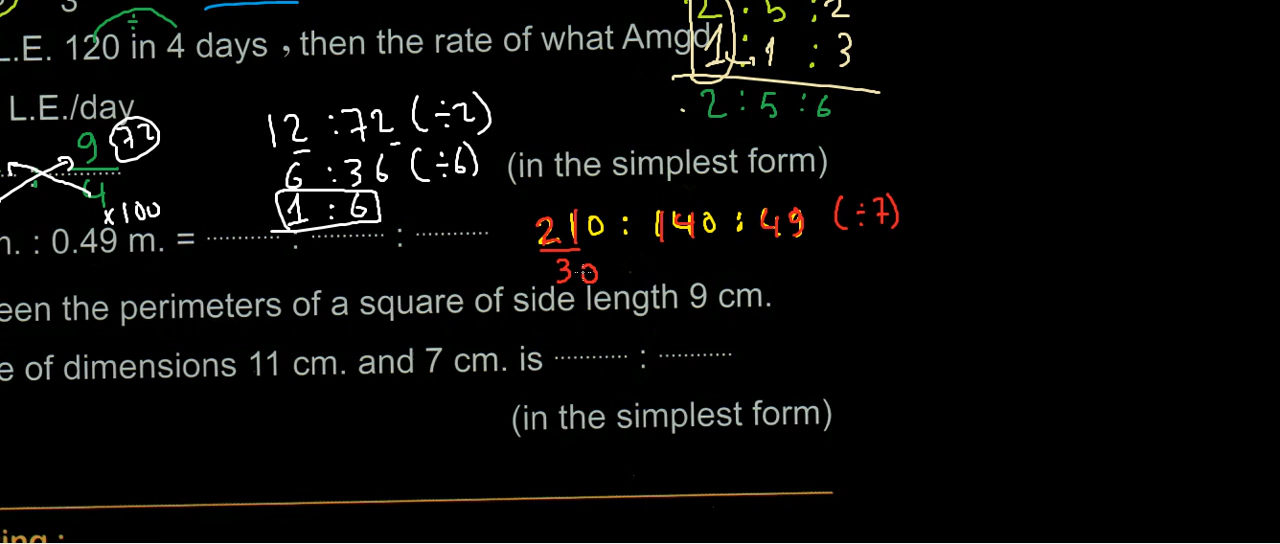 3 2 : 5 : 2
L.E. 120 in 4 days , then the rate of what Amgd 1 : 1 : 3
÷
L.E./day 2 : 5 : 6
9 72 12 : 72 (÷2)
4 6 : 36 (÷6) (in the simplest form)
×100 1 : 6 210 : 140 : 49 (÷7)
m. : 0.49 m. = ............ : ............ : ............ 30
een the perimeters of a square of side length 9 cm.
e of dimensions 11 cm. and 7 cm. is ............ : ............
(in the simplest form)
ing :